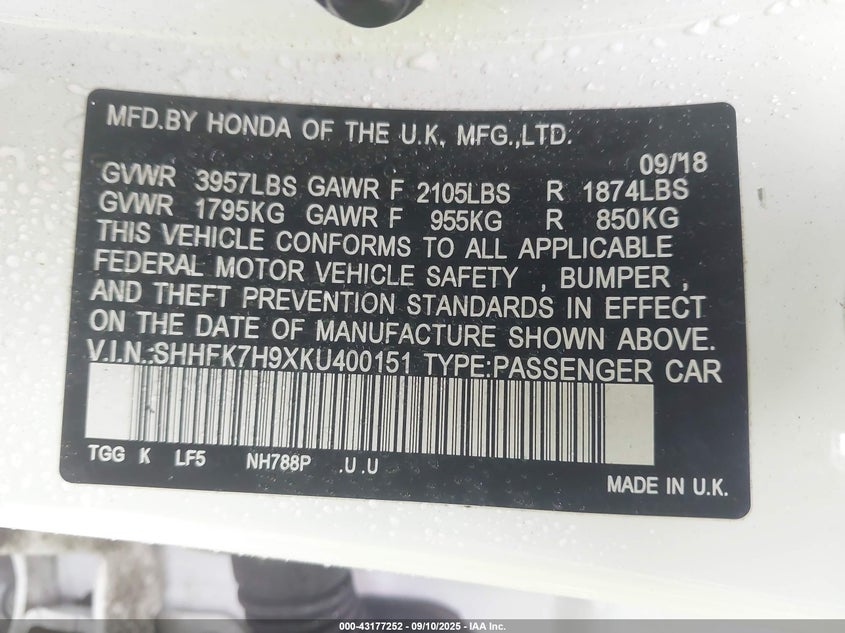 MFD.BY HONDA OF THE U.K. MFG.,LTD.
09/'18
GVWR 3957LBS GAWR F 2105LBS R 1874LBS
GVWR 1795KG GAWR F 955KG R 850KG
THIS VEHICLE CONFORMS TO ALL APPLICABLE
FEDERAL MOTOR VEHICLE SAFETY , BUMPER ,
AND THEFT PREVENTION STANDARDS IN EFFECT
ON THE DATE OF MANUFACTURE SHOWN ABOVE.
V.I.N.:SHHFK7H9XKU400151 TYPE:PASSENGER CAR
TGG K LF5 NH788P .U .U
MADE IN U.K.
000-43177252 - 09/10/2025 - IAA Inc.